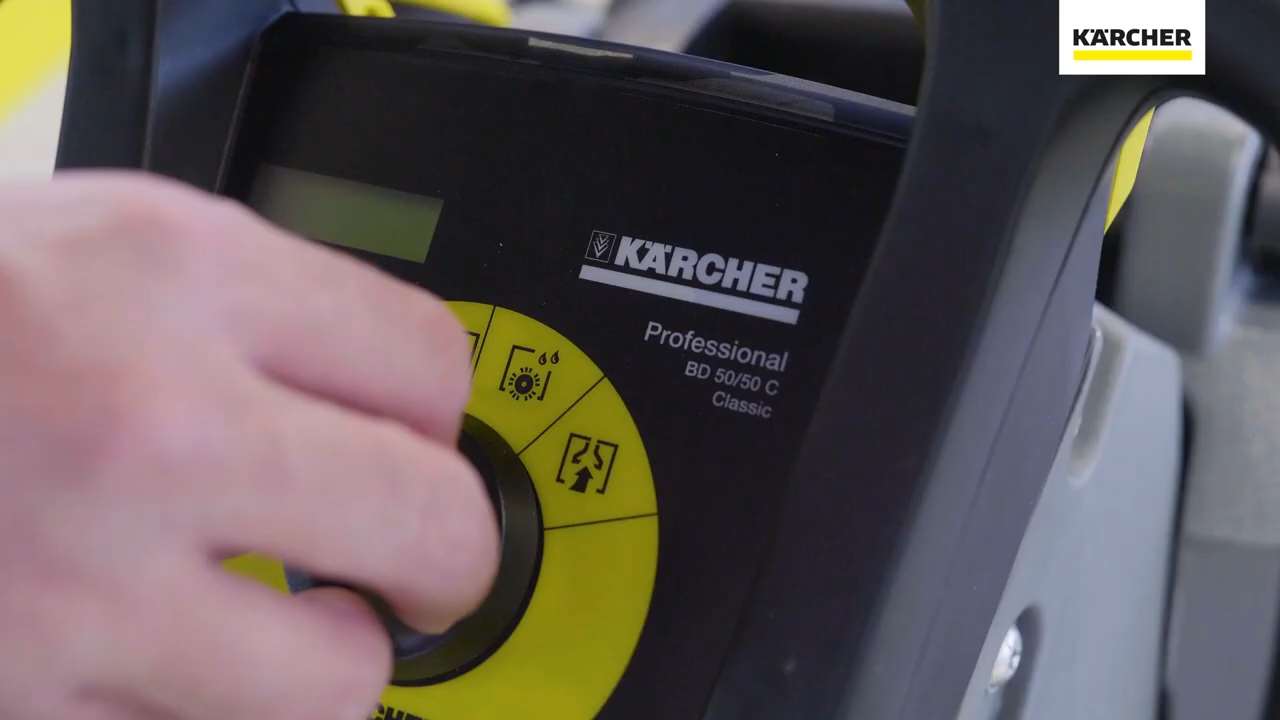 KÄRCHER
KÄRCHER
Professional
BD 50/50 C
Classic